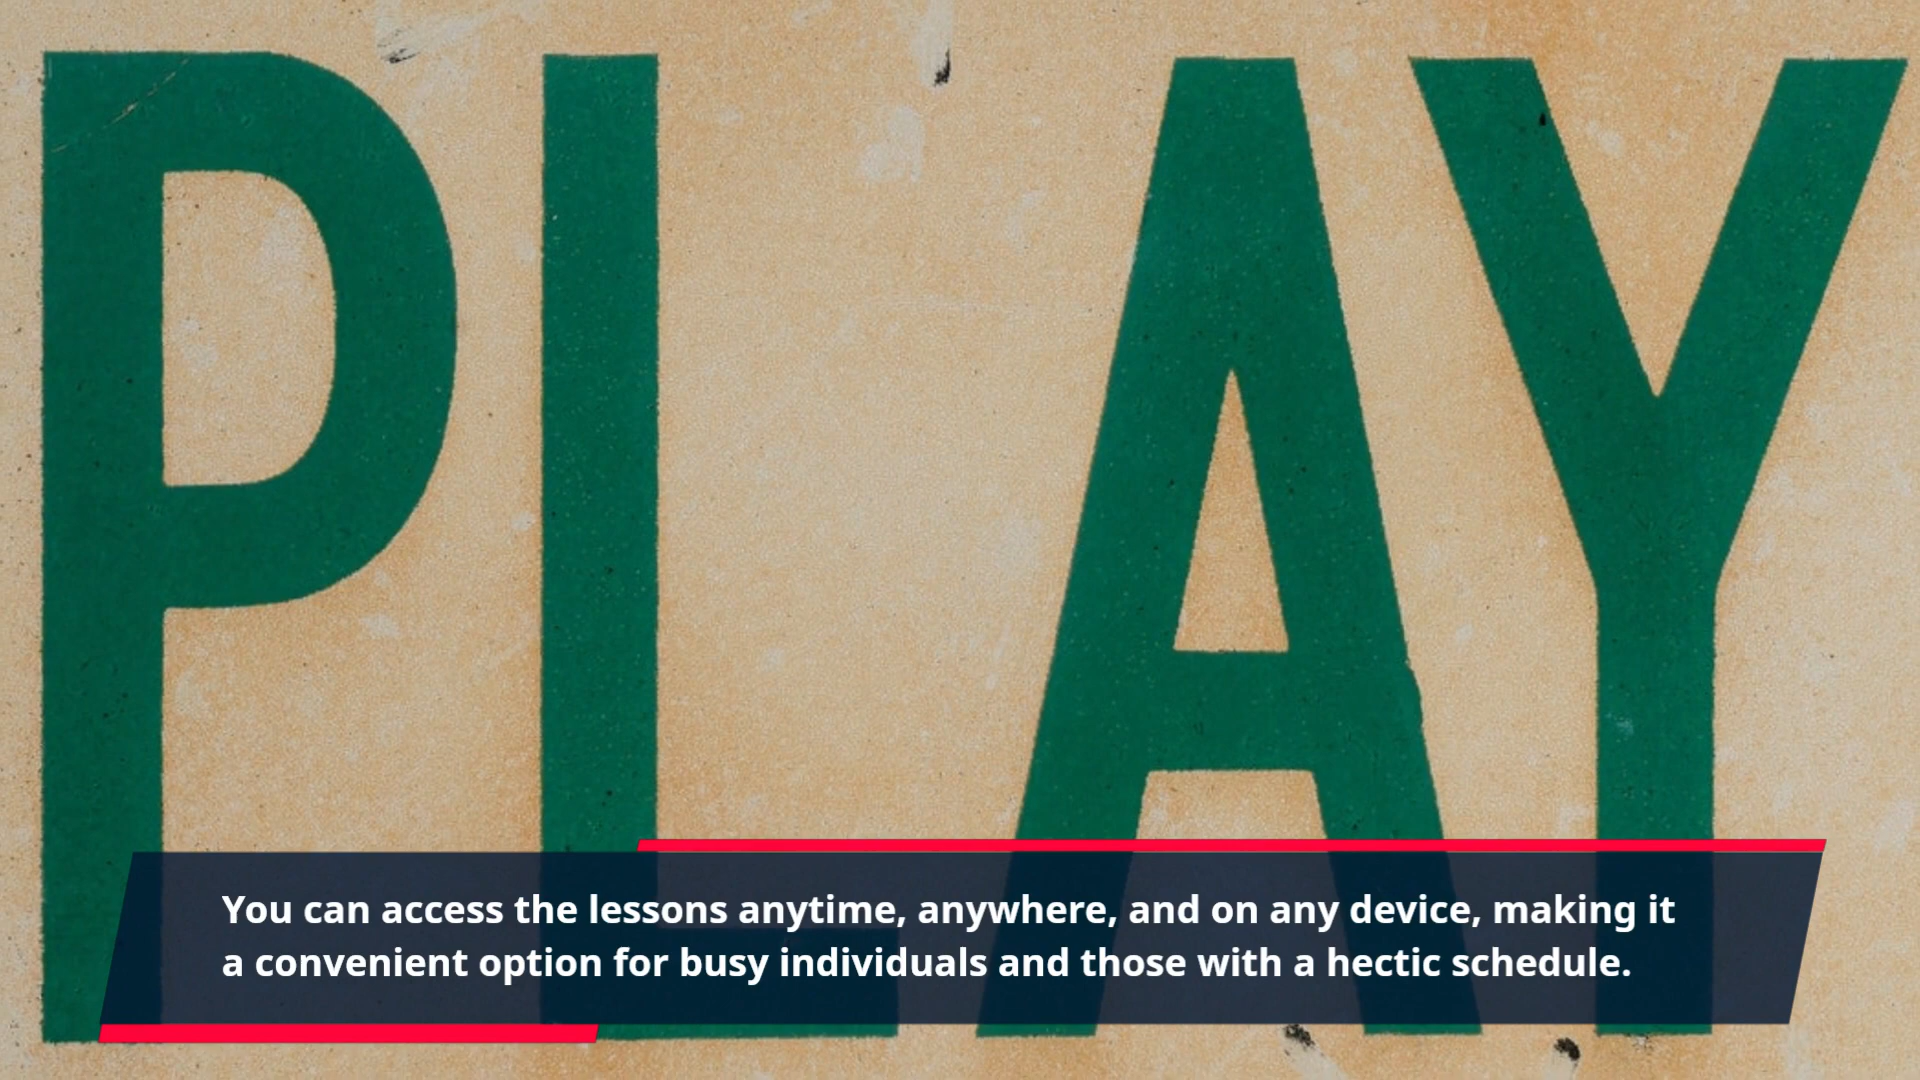 PLAY
You can access the lessons anytime, anywhere, and on any device, making it
a convenient option for busy individuals and those with a hectic schedule.